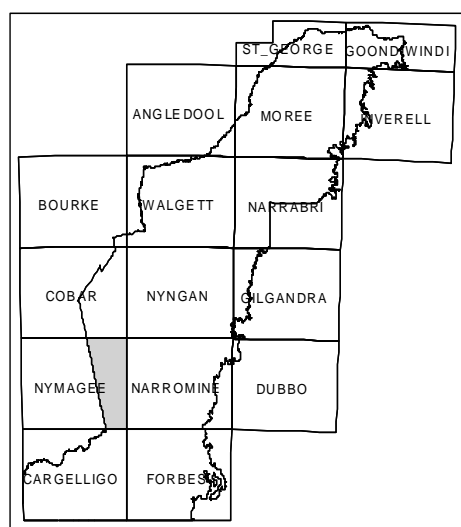 ST_GEORGE GOONDIWINDI
ANGLEDOOL MOREE INVERELL
BOURKE WALGETT NARRABRI
COBAR NYNGAN GILGANDRA
NYMAGEE NARROMINE DUBBO
CARGELLIGO FORBES